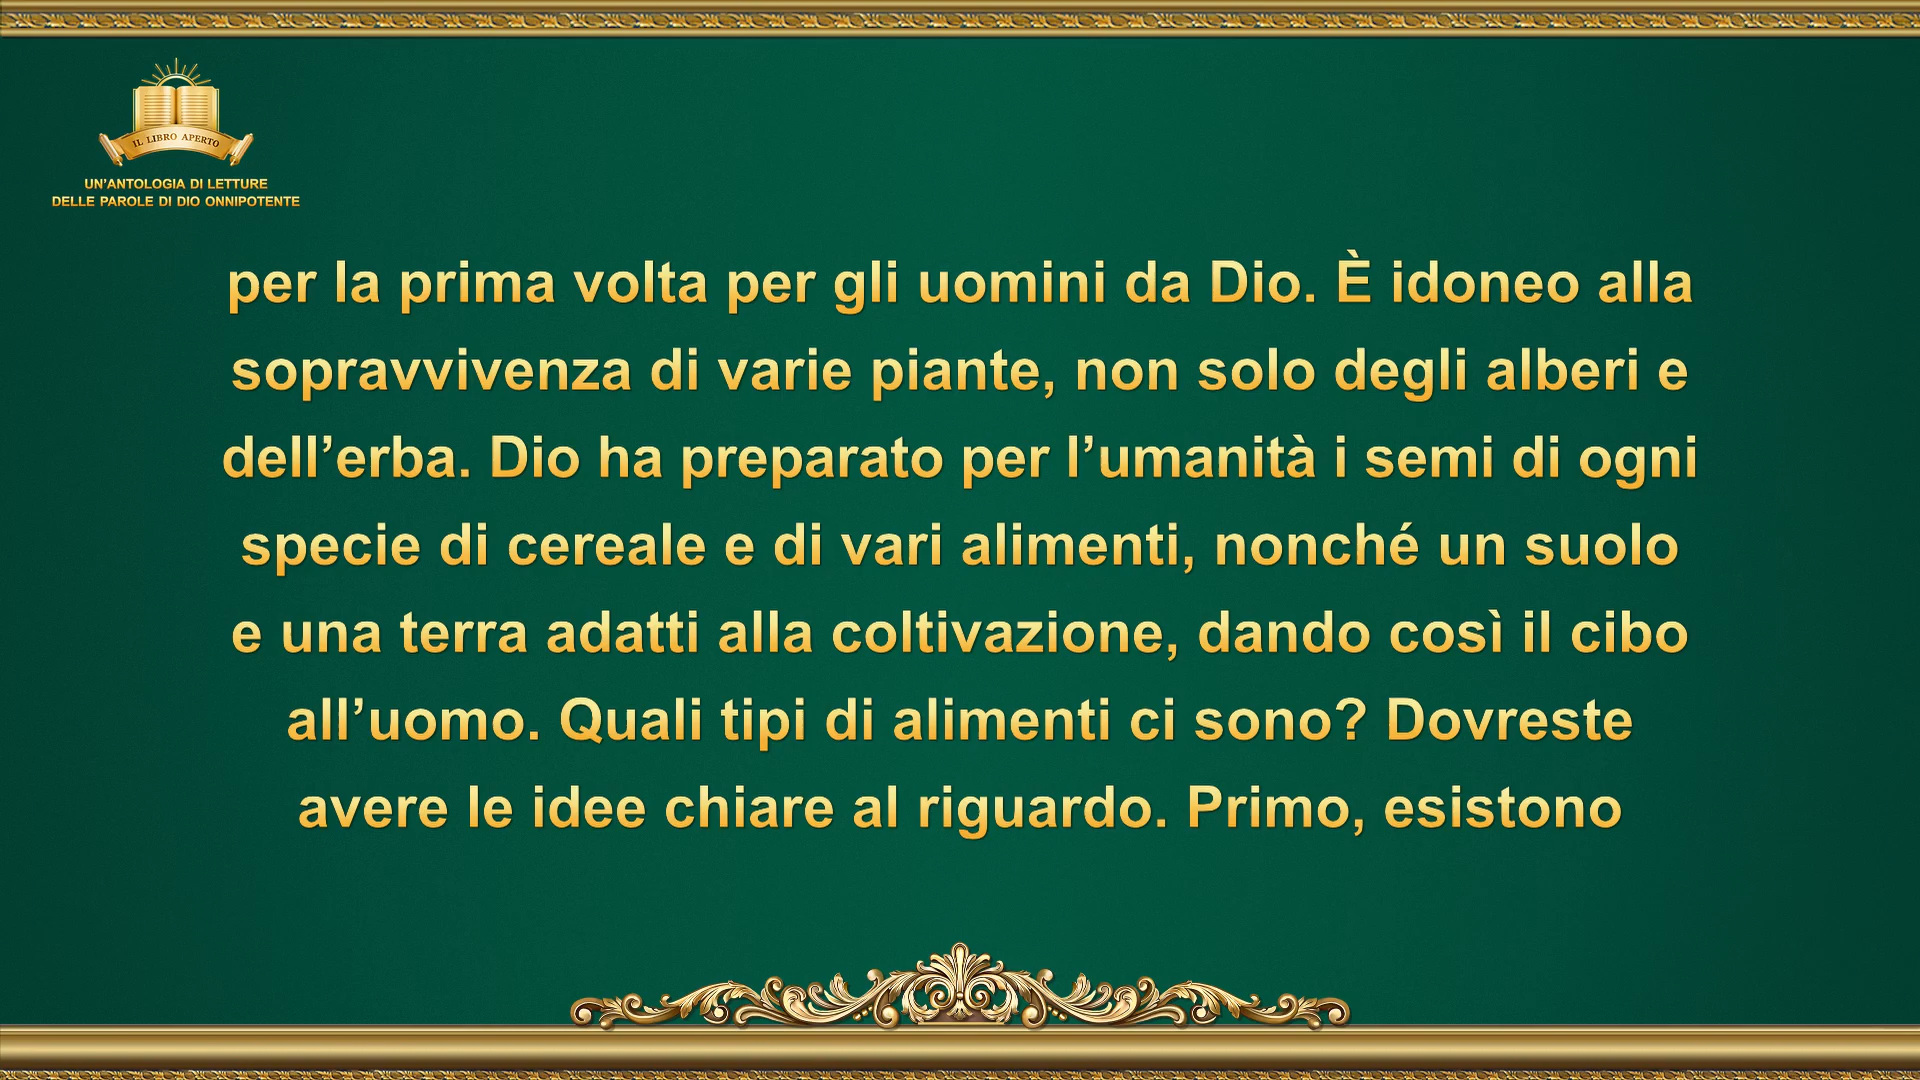 IL LIBRO APERTO
UN’ANTOLOGIA DI LETTURE
DELLE PAROLE DI DIO ONNIPOTENTE
per la prima volta per gli uomini da Dio. È idoneo alla
sopravvivenza di varie piante, non solo degli alberi e
dell’erba. Dio ha preparato per l’umanità i semi di ogni
specie di cereale e di vari alimenti, nonché un suolo
e una terra adatti alla coltivazione, dando così il cibo
all’uomo. Quali tipi di alimenti ci sono? Dovreste
avere le idee chiare al riguardo. Primo, esistono